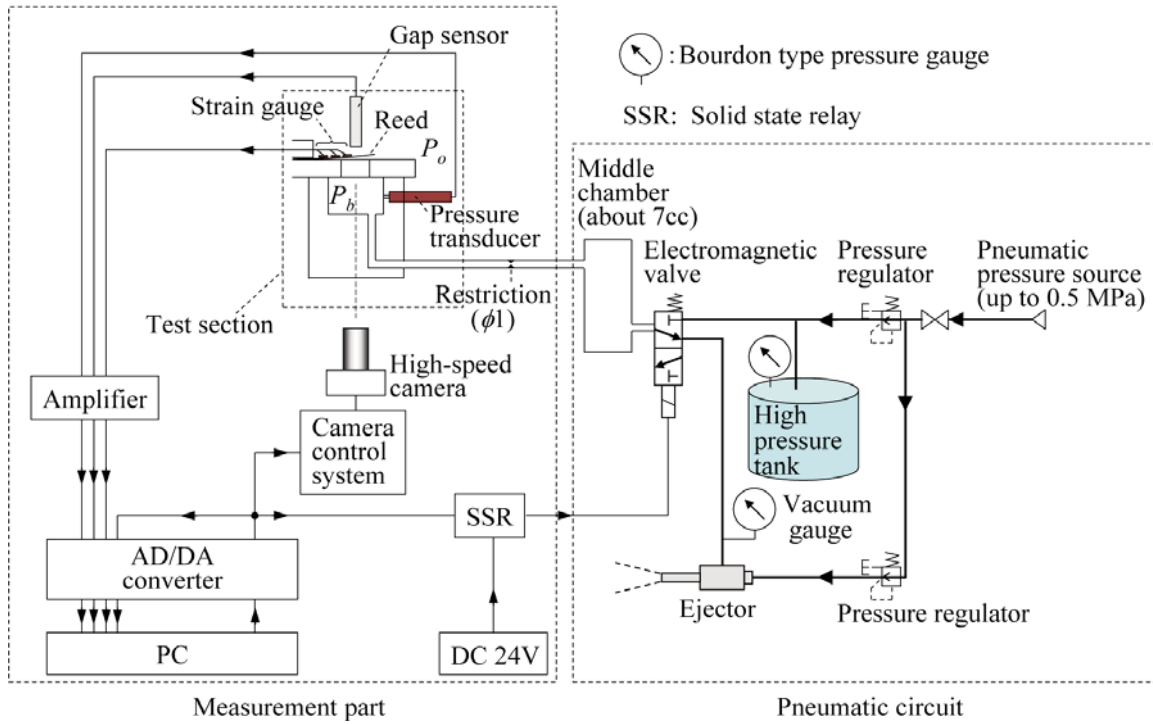 Gap sensor
Strain gauge
Reed
P_o
P_b
Pressure
transducer
Restriction
(ϕ1)
Test section
High-speed
camera
Amplifier
Camera
control
system
SSR
AD/DA
converter
PC
DC 24V
Measurement part
: Bourdon type pressure gauge
SSR: Solid state relay
Middle
chamber
(about 7cc)
Electromagnetic
valve
Pressure
regulator
Pneumatic
pressure source
(up to 0.5 MPa)
High
pressure
tank
Vacuum
gauge
Ejector
Pressure regulator
Pneumatic circuit